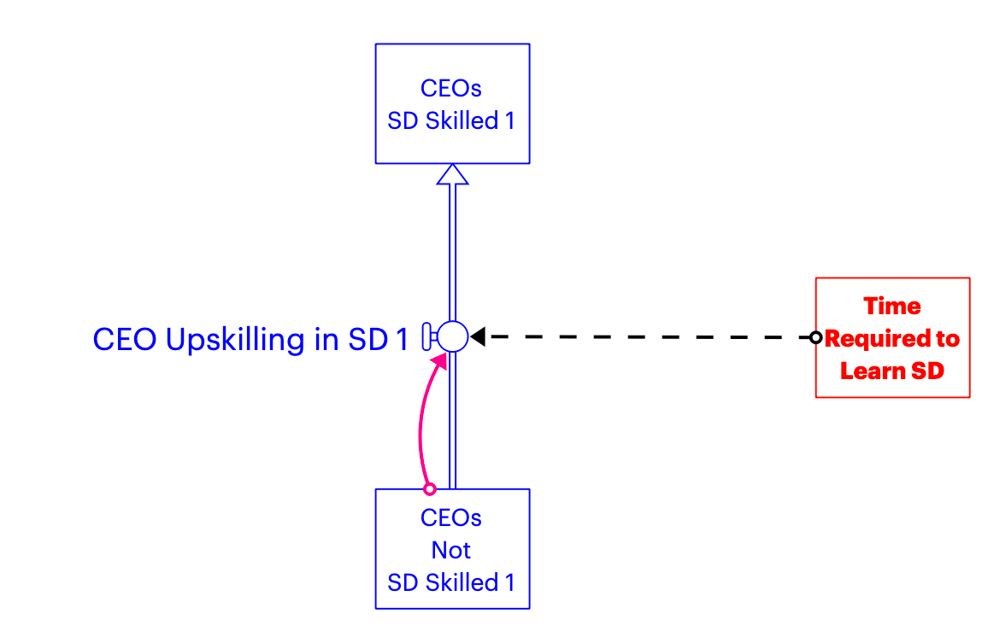 CEOs
SD Skilled 1
CEO Upskilling in SD 1
Time
Required to
Learn SD
CEOs
Not
SD Skilled 1